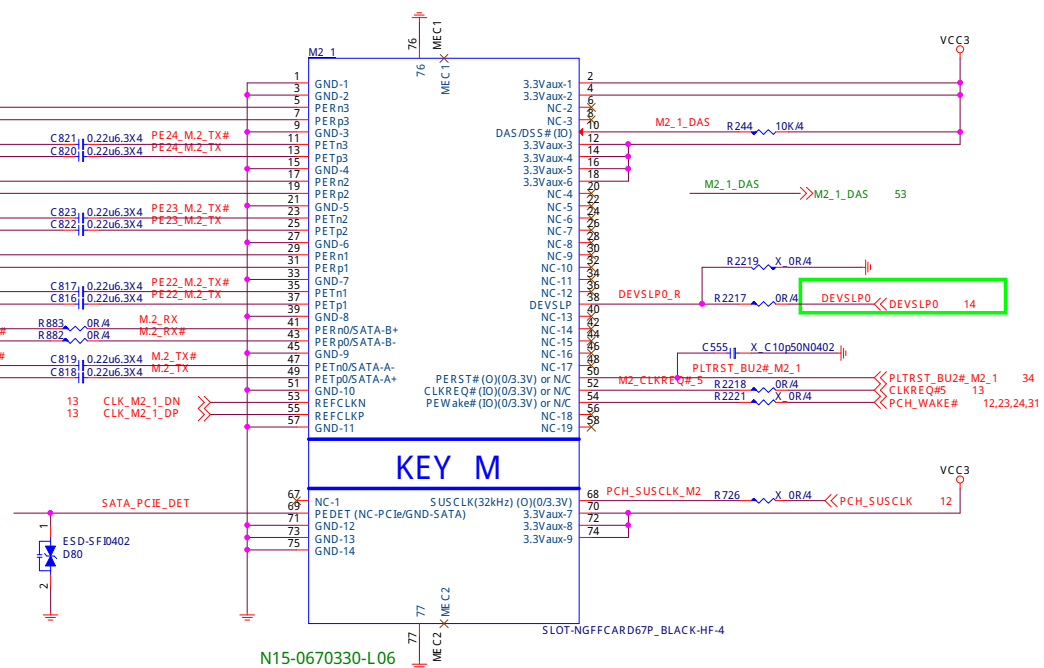 76
MEC1
VCC3
M2_1
76
MEC1
1 GND-1 3.3Vaux-1 2
3 GND-2 3.3Vaux-2 4
5 PERn3 NC-2 6
7 PERp3 NC-3 8
9 GND-3 DAS/DSS#(IO) 10 M2_1_DAS R244 10K/4
C821 0.22u6.3X4 PE24_M.2_TX# 11 PETn3 3.3Vaux-3 12
C820 0.22u6.3X4 PE24_M.2_TX 13 PETp3 3.3Vaux-4 14
15 GND-4 3.3Vaux-5 16
17 PERn2 3.3Vaux-6 18
19 PERp2 NC-4 20 M2_1_DAS M2_1_DAS 53
21 GND-5 NC-5 22
C823 0.22u6.3X4 PE23_M.2_TX# 23 PETn2 NC-6 24
C822 0.22u6.3X4 PE23_M.2_TX 25 PETp2 NC-7 26
27 GND-6 NC-8 28
29 PERn1 NC-9 30
31 PERp1 NC-10 32 R2219 X_0R/4
33 GND-7 NC-11 34
C817 0.22u6.3X4 PE22_M.2_TX# 35 PETn1 NC-12 36
C816 0.22u6.3X4 PE22_M.2_TX 37 PETp1 DEVSLP 38 DEVSLP0_R R2217 0R/4 DEVSLP0 DEVSLP0 14
39 GND-8 NC-13 40
R883 0R/4 M.2_RX 41 PERn0/SATA-B+ NC-14 42
# R882 0R/4 M.2_RX# 43 PERp0/SATA-B- NC-15 44
45 GND-9 NC-16 46 C555 X_C10p50N0402
# C819 0.22u6.3X4 M.2_TX# 47 PETn0/SATA-A- NC-17 48 PLTRST_BU2#_M2_1
C818 0.22u6.3X4 M.2_TX 49 PETp0/SATA-A+ PERST#(O)(0/3.3V) or N/C 50 PLTRST_BU2#_M2_1 34
51 GND-10 CLKREQ#(IO)(0/3.3V) or N/C 52 M2_CLKREQ#_5 R2218 0R/4 CLKREQ#5 13
13 CLK_M2_1_DN 53 REFCLKN PEWake#(IO)(0/3.3V) or N/C 54 R2221 X_0R/4 PCH_WAKE# 12,23,24,31
13 CLK_M2_1_DP 55 REFCLKP NC-18 56
57 GND-11 NC-19 58
KEY M
VCC3
67 NC-1 SUSCLK(32kHz) (O)(0/3.3V) 68 PCH_SUSCLK_M2 R726 X_0R/4 PCH_SUSCLK 12
SATA_PCIE_DET 69 PEDET (NC-PCIe/GND-SATA) 3.3Vaux-7 70
71 GND-12 3.3Vaux-8 72
73 GND-13 3.3Vaux-9 74
75 GND-14
1
ESD-SFI0402
D80
2
77
MEC2
77
MEC2
SLOT-NGFFCARD67P_BLACK-HF-4
N15-0670330-L06